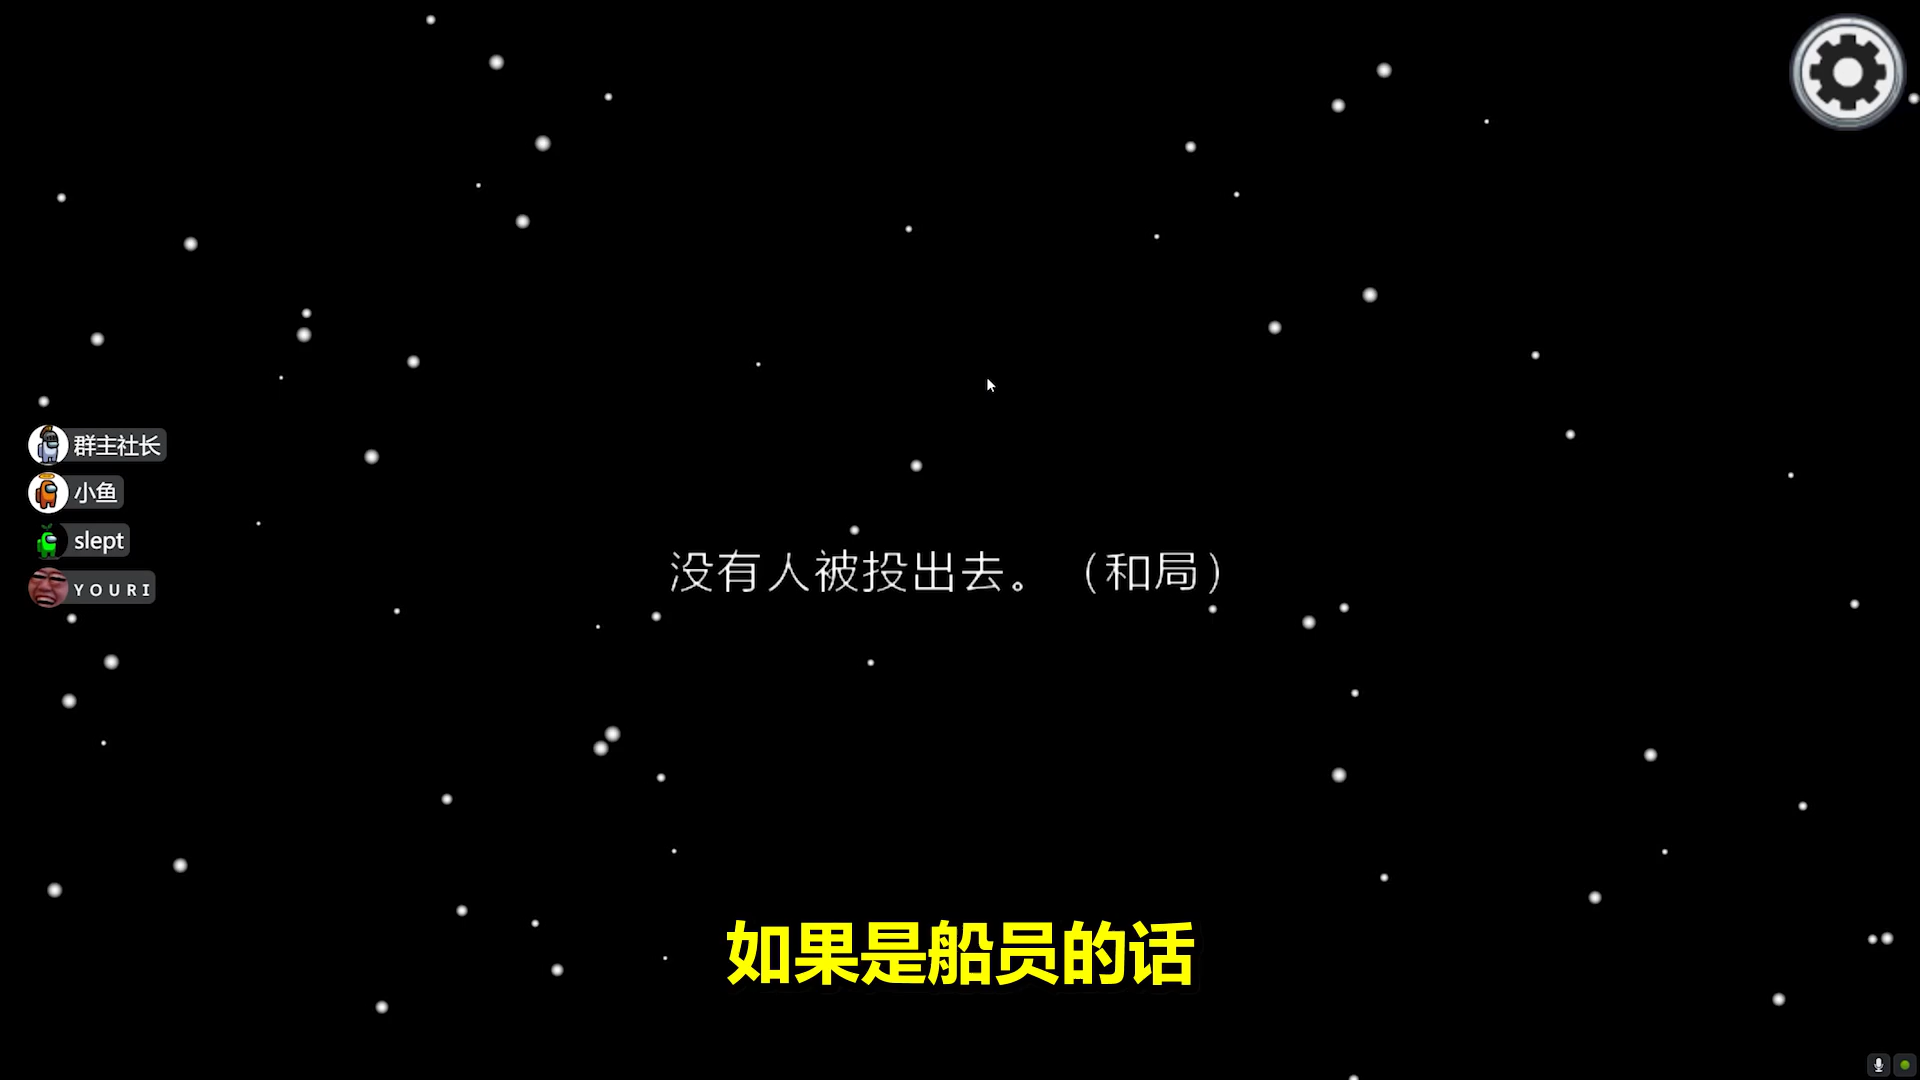 群主社长
小鱼
slept
YOURI
没有人被投出去。（和局）
如果是船员的话